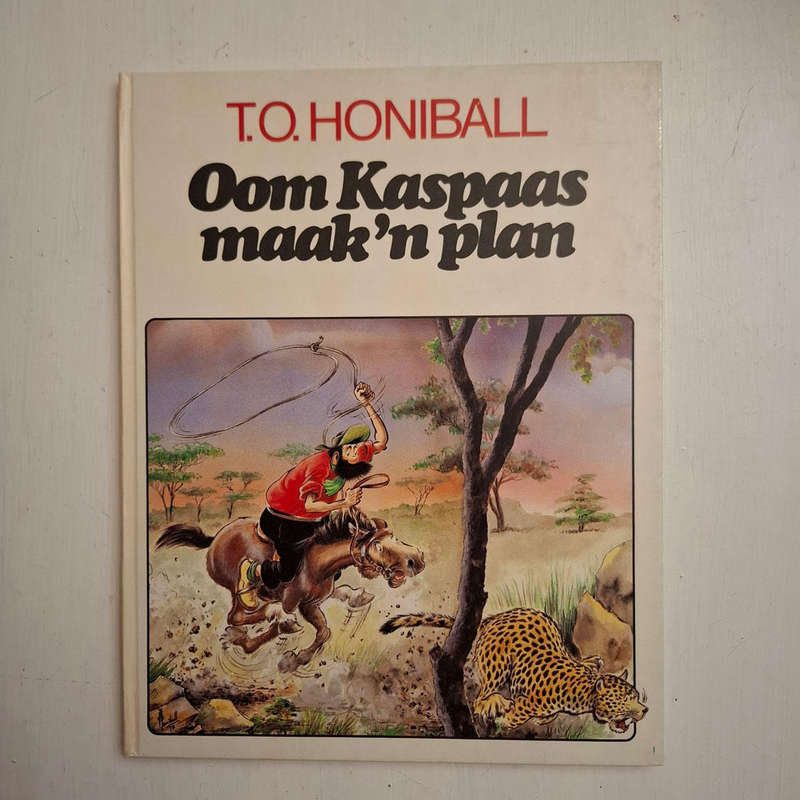 T.O. HONIBALL
Oom Kaspaas
maak 'n plan